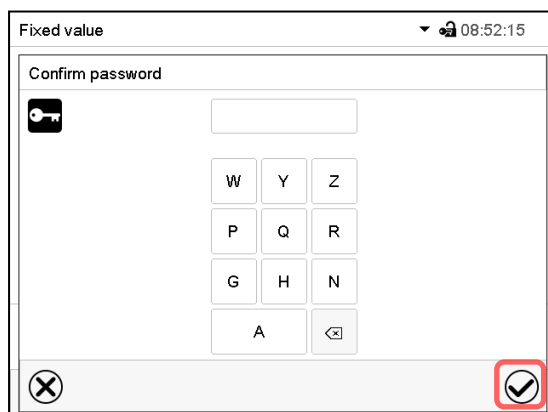 Fixed value 08:52:15
Confirm password
W Y Z
P Q R
G H N
A